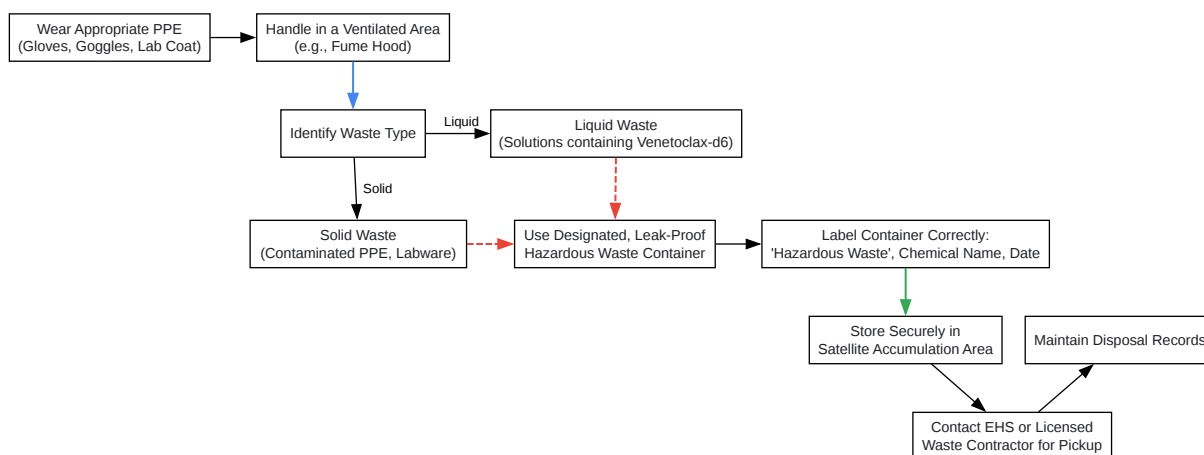 Wear Appropriate PPE
(Gloves, Goggles, Lab Coat)
Handle in a Ventilated Area
(e.g., Fume Hood)
Identify Waste Type
Liquid
Liquid Waste
(Solutions containing Venetoclax-d6)
Solid
Solid Waste
(Contaminated PPE, Labware)
Use Designated, Leak-Proof
Hazardous Waste Container
Label Container Correctly:
'Hazardous Waste', Chemical Name, Date
Store Securely in
Satellite Accumulation Area
Maintain Disposal Records
Contact EHS or Licensed
Waste Contractor for Pickup